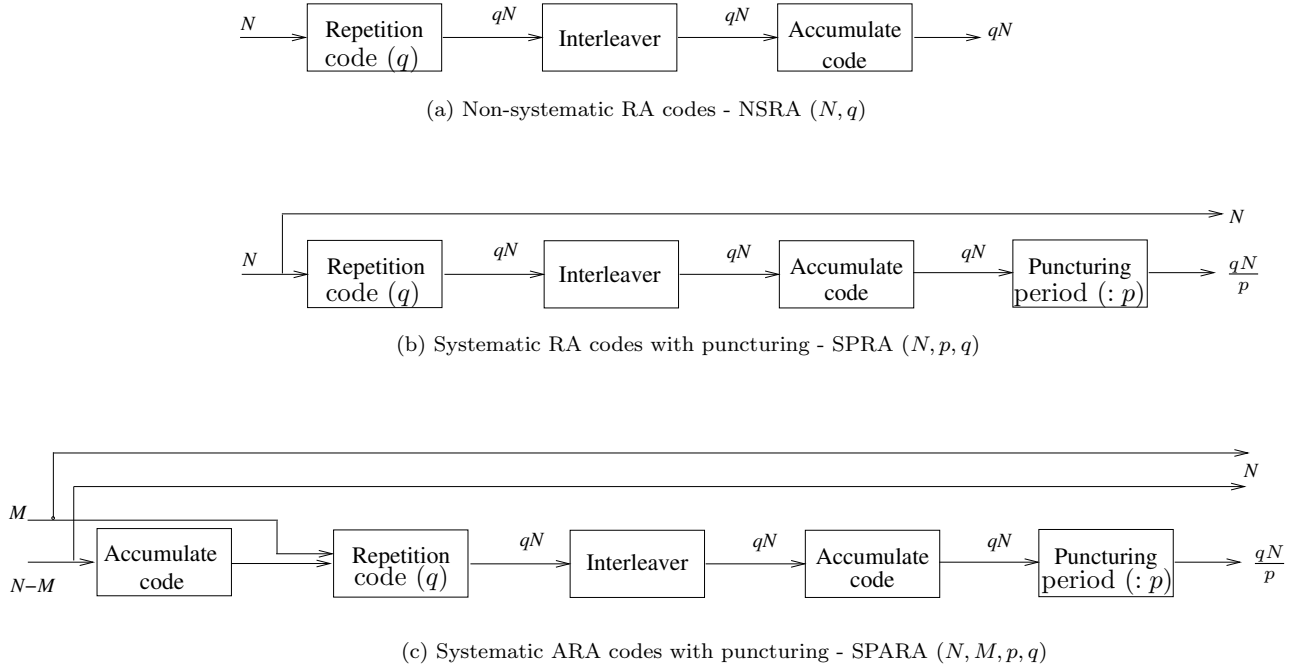 N
Repetition
code (q)
qN
Interleaver
qN
Accumulate
code
qN
(a) Non-systematic RA codes - NSRA (N, q)
N
N
Repetition
code (q)
qN
Interleaver
qN
Accumulate
code
qN
Puncturing
period (: p)
qN
p
(b) Systematic RA codes with puncturing - SPRA (N, p, q)
N
M
N−M
Accumulate
code
Repetition
code (q)
qN
Interleaver
qN
Accumulate
code
qN
Puncturing
period (: p)
qN
p
(c) Systematic ARA codes with puncturing - SPARA (N, M, p, q)